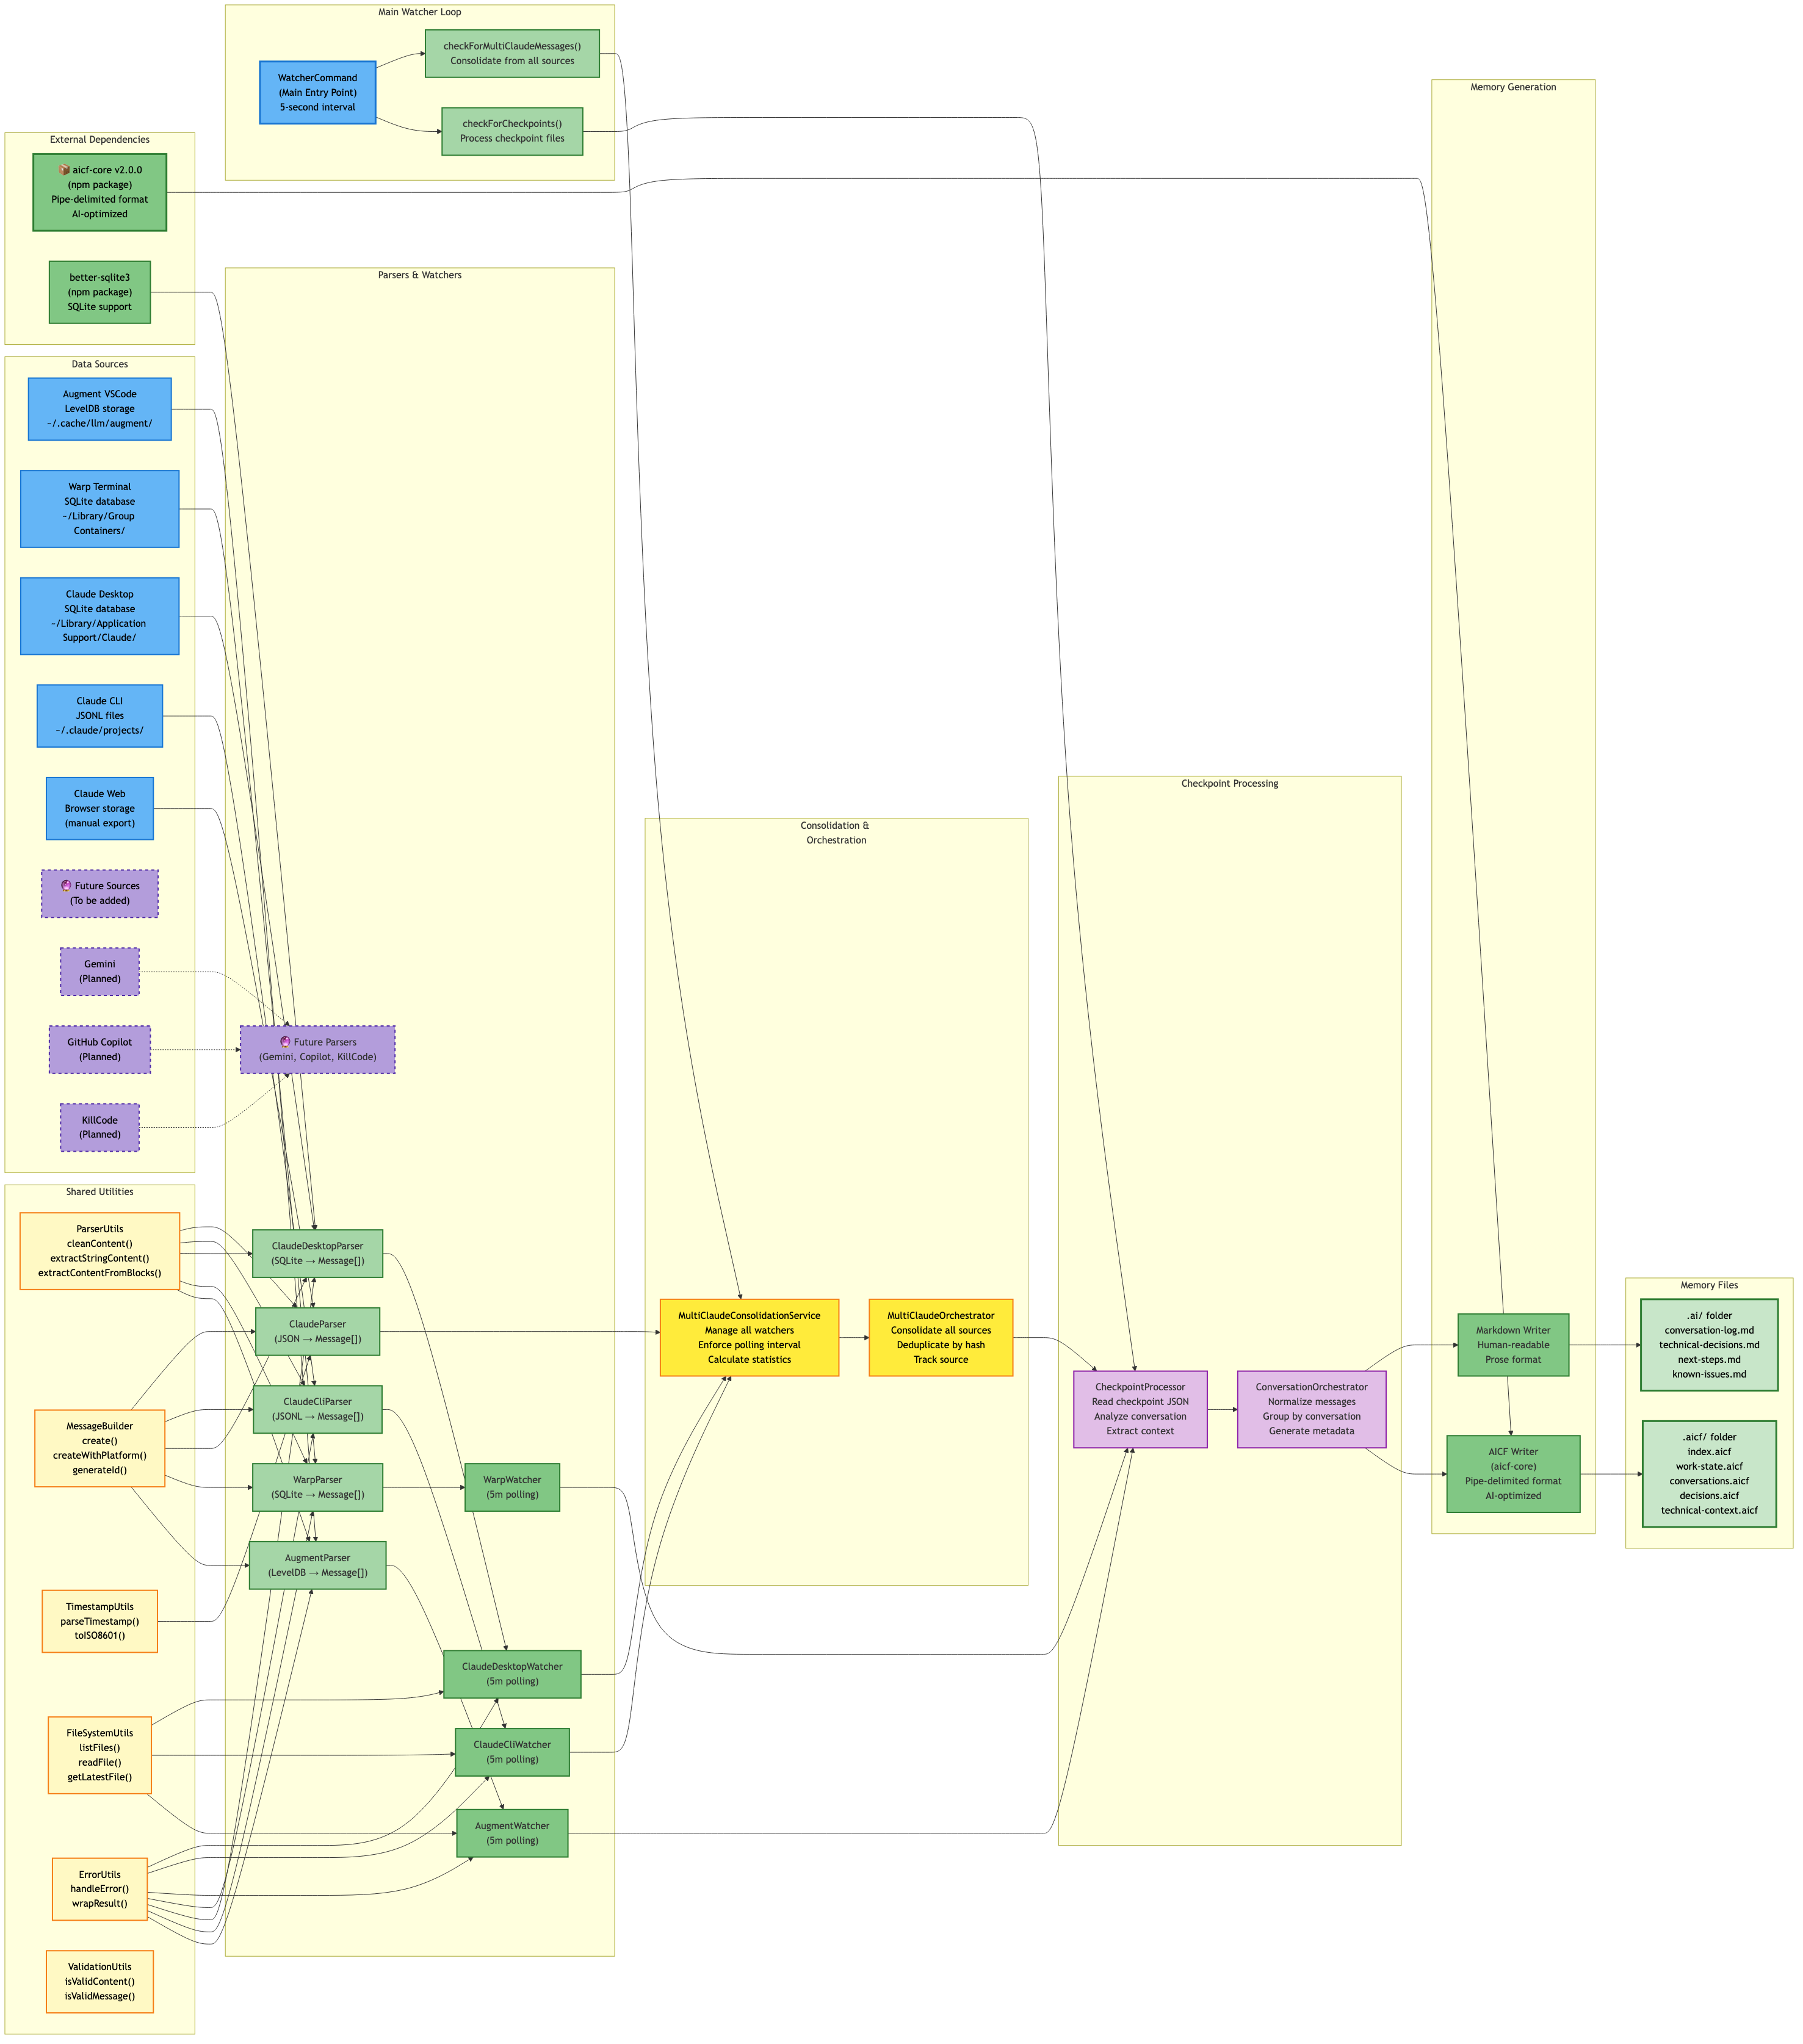 Main Watcher Loop
WatcherCommand
(Main Entry Point)
5-second interval
checkForMultiClaudeMessages()
Consolidate from all sources
checkForCheckpoints()
Process checkpoint files
External Dependencies
📦 aicf-core v2.0.0
(npm package)
Pipe-delimited format
AI-optimized
better-sqlite3
(npm package)
SQLite support
Data Sources
Augment VSCode
LevelDB storage
~/.cache/llm/augment/
Warp Terminal
SQLite database
~/Library/Group
Containers/
Claude Desktop
SQLite database
~/Library/Application
Support/Claude/
Claude CLI
JSONL files
~/.claude/projects/
Claude Web
Browser storage
(manual export)
🔮 Future Sources
(To be added)
Gemini
(Planned)
GitHub Copilot
(Planned)
KillCode
(Planned)
Shared Utilities
ParserUtils
cleanContent()
extractStringContent()
extractContentFromBlocks()
MessageBuilder
create()
createWithPlatform()
generateId()
TimestampUtils
parseTimestamp()
toISO8601()
FileSystemUtils
listFiles()
readFile()
getLatestFile()
ErrorUtils
handleError()
wrapResult()
ValidationUtils
isValidContent()
isValidMessage()
Parsers & Watchers
🔮 Future Parsers
(Gemini, Copilot, KillCode)
ClaudeDesktopParser
(SQLite → Message[])
ClaudeParser
(JSON → Message[])
ClaudeCliParser
(JSONL → Message[])
WarpParser
(SQLite → Message[])
AugmentParser
(LevelDB → Message[])
WarpWatcher
(5m polling)
ClaudeDesktopWatcher
(5m polling)
ClaudeCliWatcher
(5m polling)
AugmentWatcher
(5m polling)
Consolidation &
Orchestration
MultiClaudeConsolidationService
Manage all watchers
Enforce polling interval
Calculate statistics
MultiClaudeOrchestrator
Consolidate all sources
Deduplicate by hash
Track source
Checkpoint Processing
CheckpointProcessor
Read checkpoint JSON
Analyze conversation
Extract context
ConversationOrchestrator
Normalize messages
Group by conversation
Generate metadata
Memory Generation
Markdown Writer
Human-readable
Prose format
AICF Writer
(aicf-core)
Pipe-delimited format
AI-optimized
Memory Files
.ai/ folder
conversation-log.md
technical-decisions.md
next-steps.md
known-issues.md
.aicf/ folder
index.aicf
work-state.aicf
conversations.aicf
decisions.aicf
technical-context.aicf